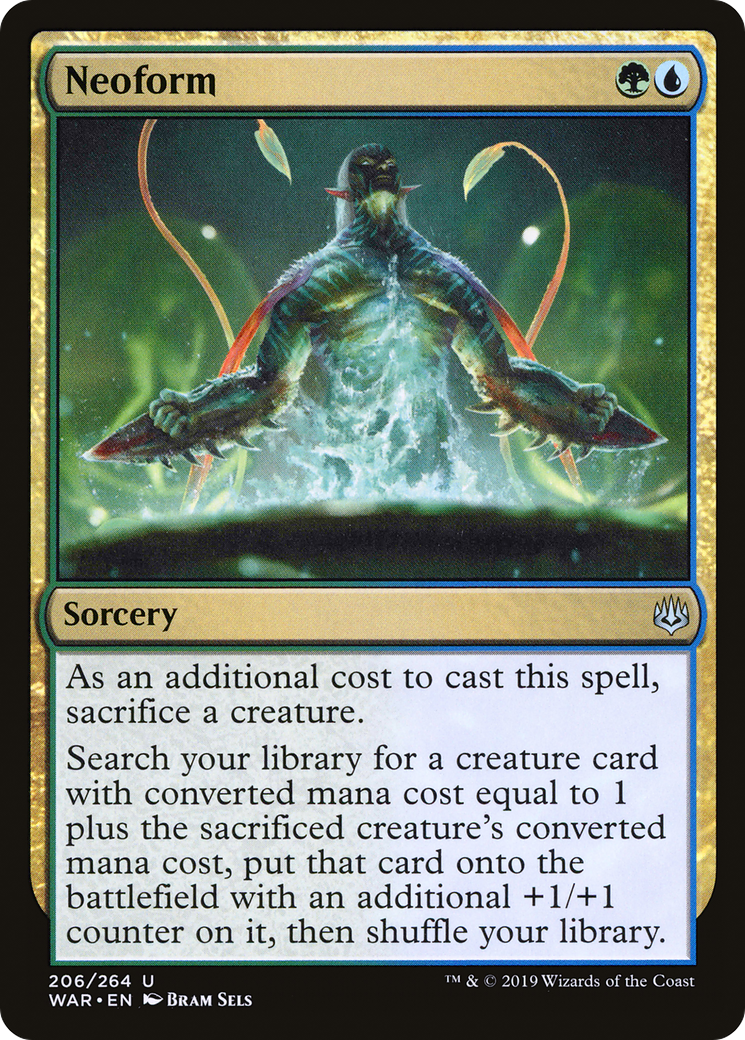 Neoform
Sorcery
As an additional cost to cast this spell,
sacrifice a creature.
Search your library for a creature card
with converted mana cost equal to 1
plus the sacrificed creature's converted
mana cost, put that card onto the
battlefield with an additional +1/+1
counter on it, then shuffle your library.
206/264 U
WAR • EN Bram Sels
™ & © 2019 Wizards of the Coast